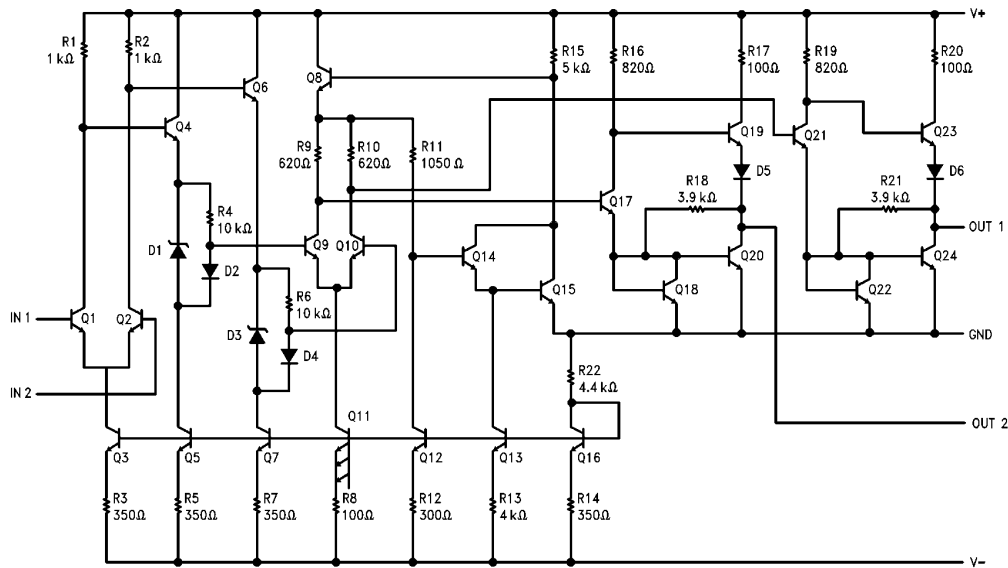 V+
R1
1 kΩ
R2
1 kΩ
R15
5 kΩ
R16
820Ω
R17
100Ω
R19
820Ω
R20
100Ω
Q8
Q6
Q4
Q19
Q21
Q23
R9
620Ω
R10
620Ω
R11
1050 Ω
D5
D6
R18
3.9 kΩ
R21
3.9 kΩ
Q17
R4
10 kΩ
OUT 1
D1
D2
Q9
Q10
Q14
Q20
Q24
R6
10 kΩ
Q15
Q18
Q22
IN 1
Q1
Q2
D3
D4
GND
R22
4.4 kΩ
IN 2
Q11
OUT 2
Q3
Q5
Q7
Q12
Q13
Q16
R3
350Ω
R5
350Ω
R7
350Ω
R8
100Ω
R12
300Ω
R13
4 kΩ
R14
350Ω
V−